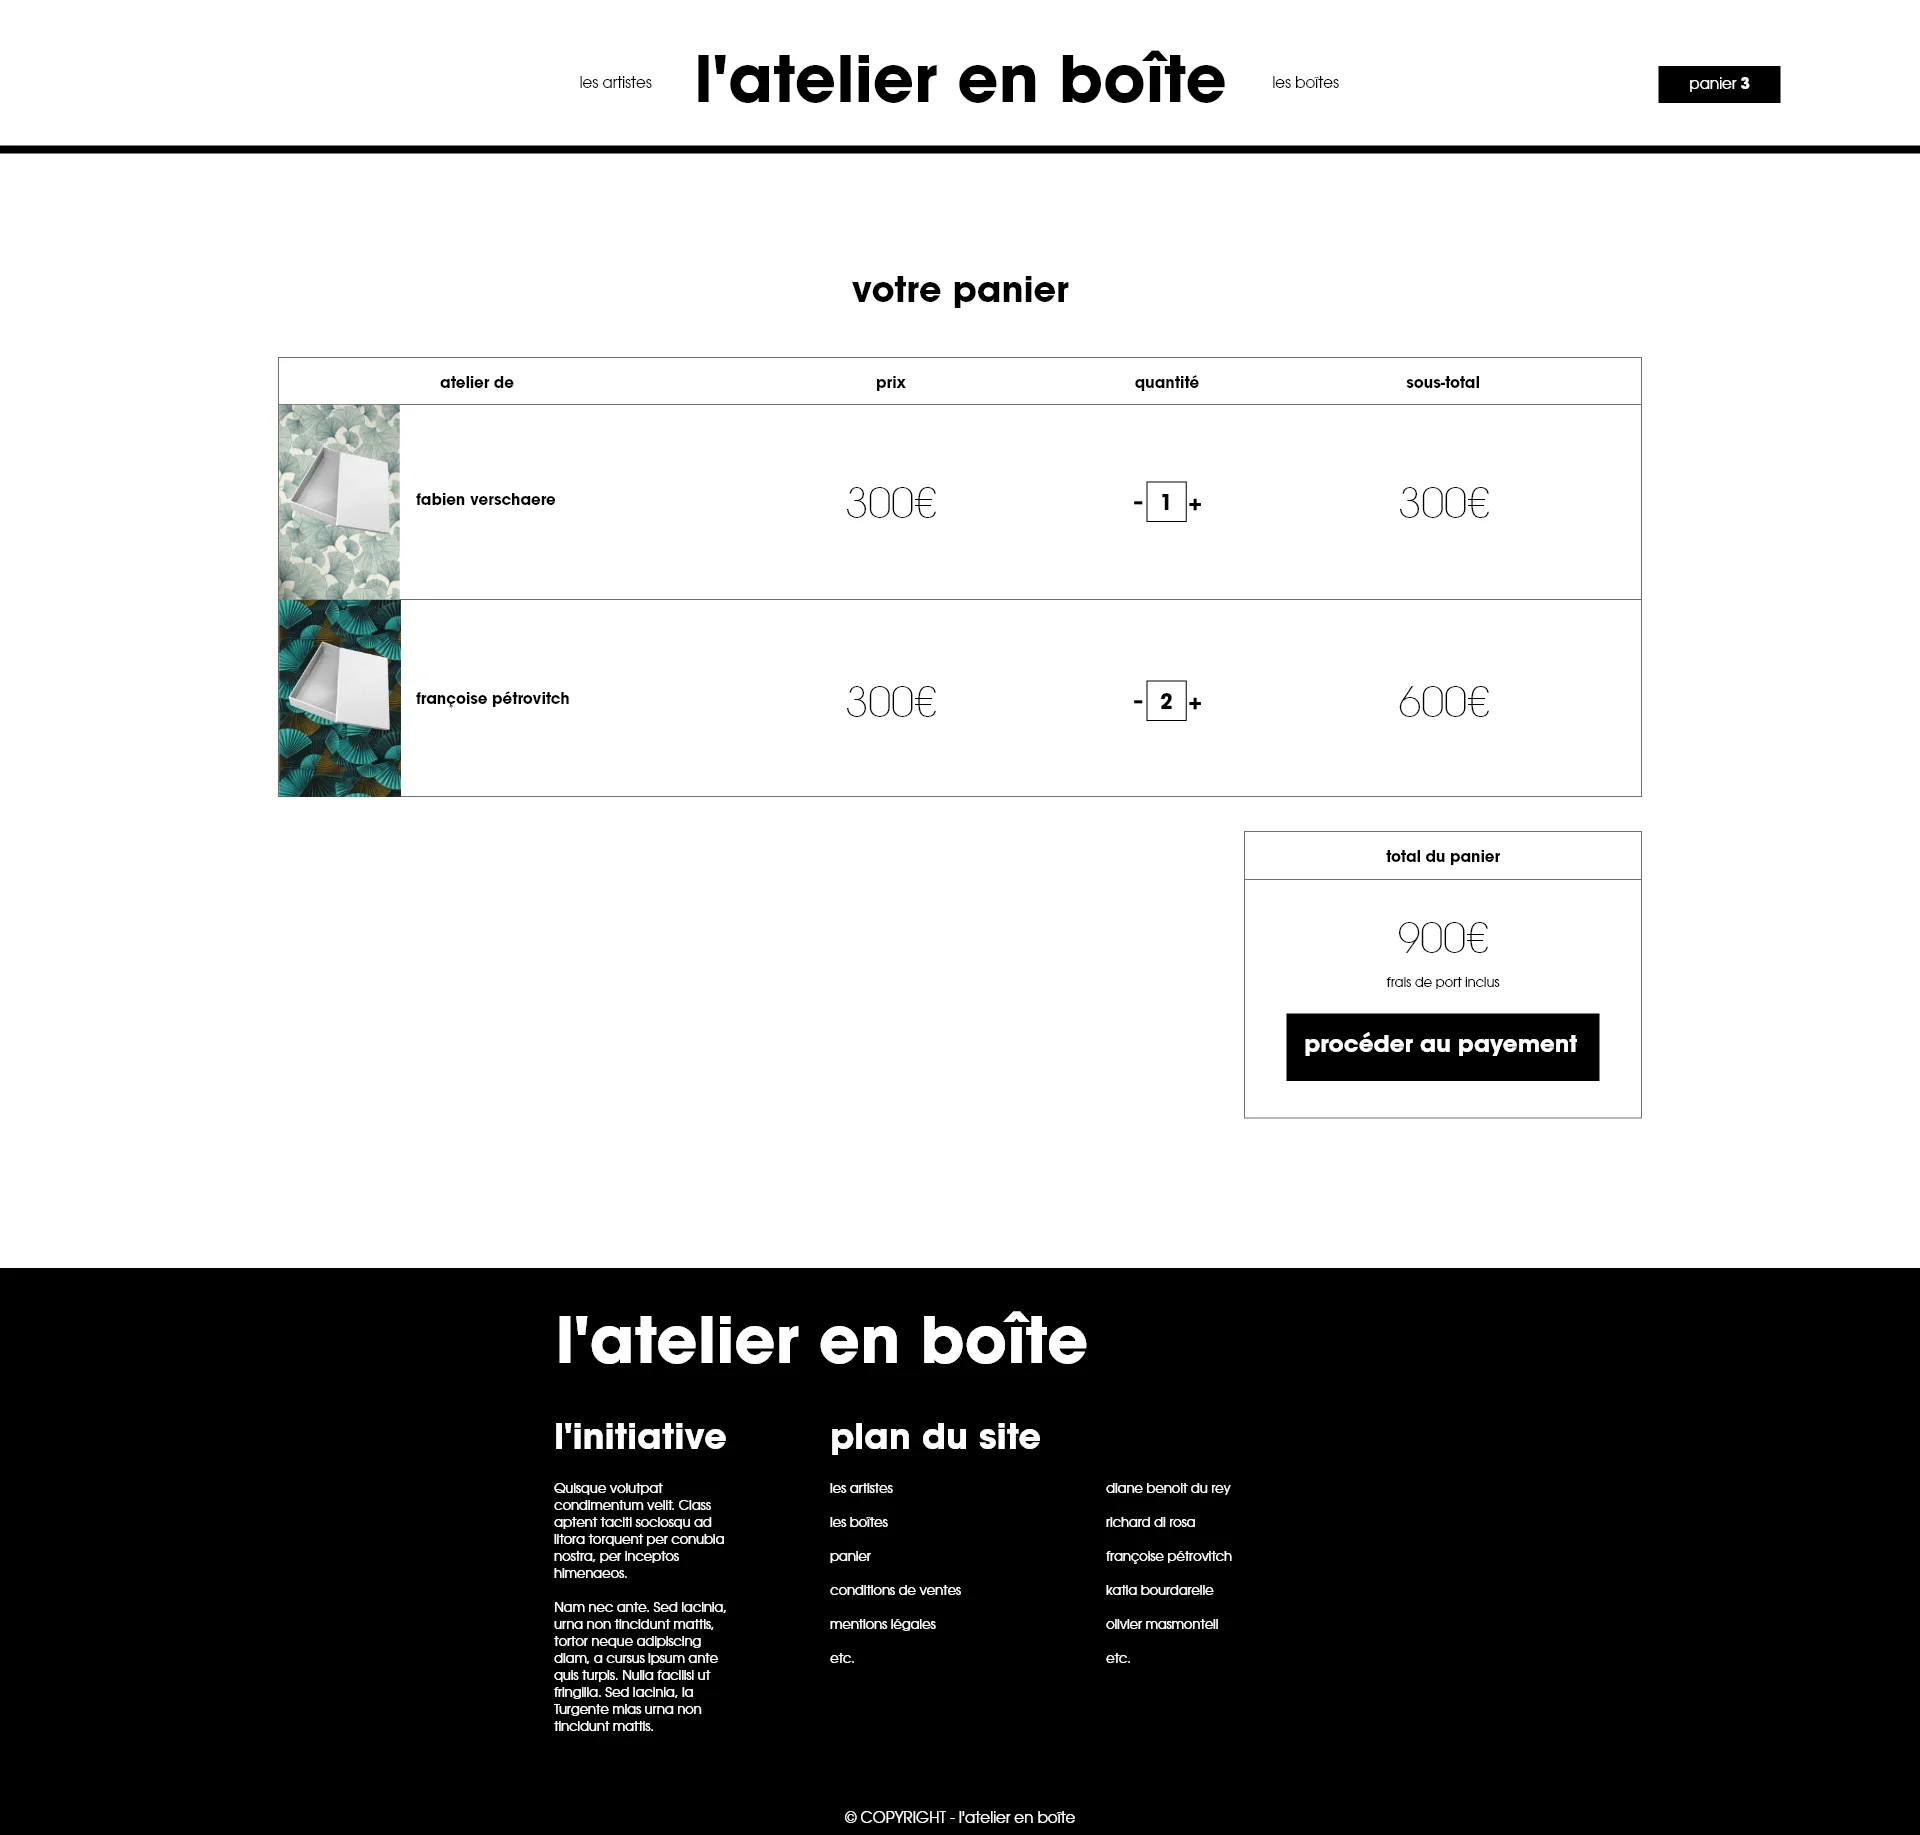 les artistes
l'atelier en boîte
les boîtes
panier 3
votre panier
atelier de
prix
quantité
sous-total
fabien verschaere
300€
- 1 +
300€
françoise pétrovitch
300€
- 2 +
600€
total du panier
900€
frais de port inclus
procéder au payement
l'atelier en boîte
l'initiative
Quisque volutpat
condimentum velit. Class
aptent taciti sociosqu ad
litora torquent per conubia
nostra, per inceptos
himenaeos.
Nam nec ante. Sed lacinia,
urna non tincidunt mattis,
tortor neque adipiscing
diam, a cursus ipsum ante
quis turpis. Nulla facilisi ut
fringilla. Sed lacinia, la
Turgente mias urna non
tincidunt mattis.
plan du site
les artistes
les boîtes
panier
conditions de ventes
mentions légales
etc.
diane benoit du rey
richard di rosa
françoise pétrovitch
katia bourdarelle
olivier masmonteil
etc.
© COPYRIGHT - l'atelier en boîte